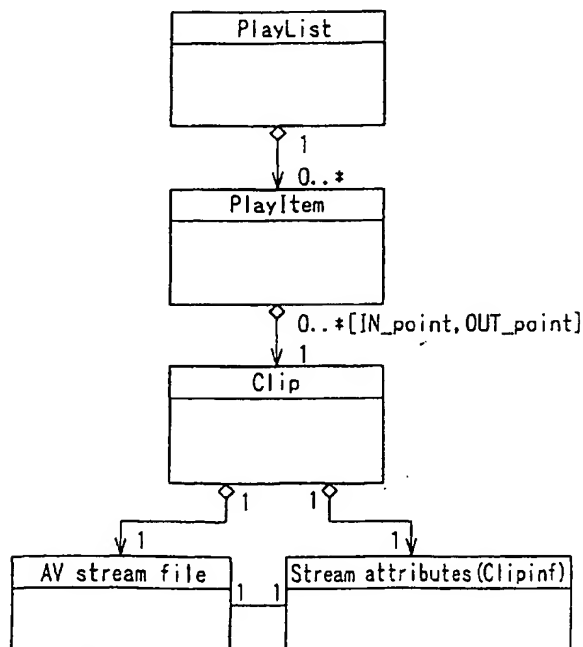 PlayList
1
0..*
PlayItem
0..*[IN_point,OUT_point]
1
Clip
1
1
1
1
AV stream file
Stream attributes(Clipinf)
1
1